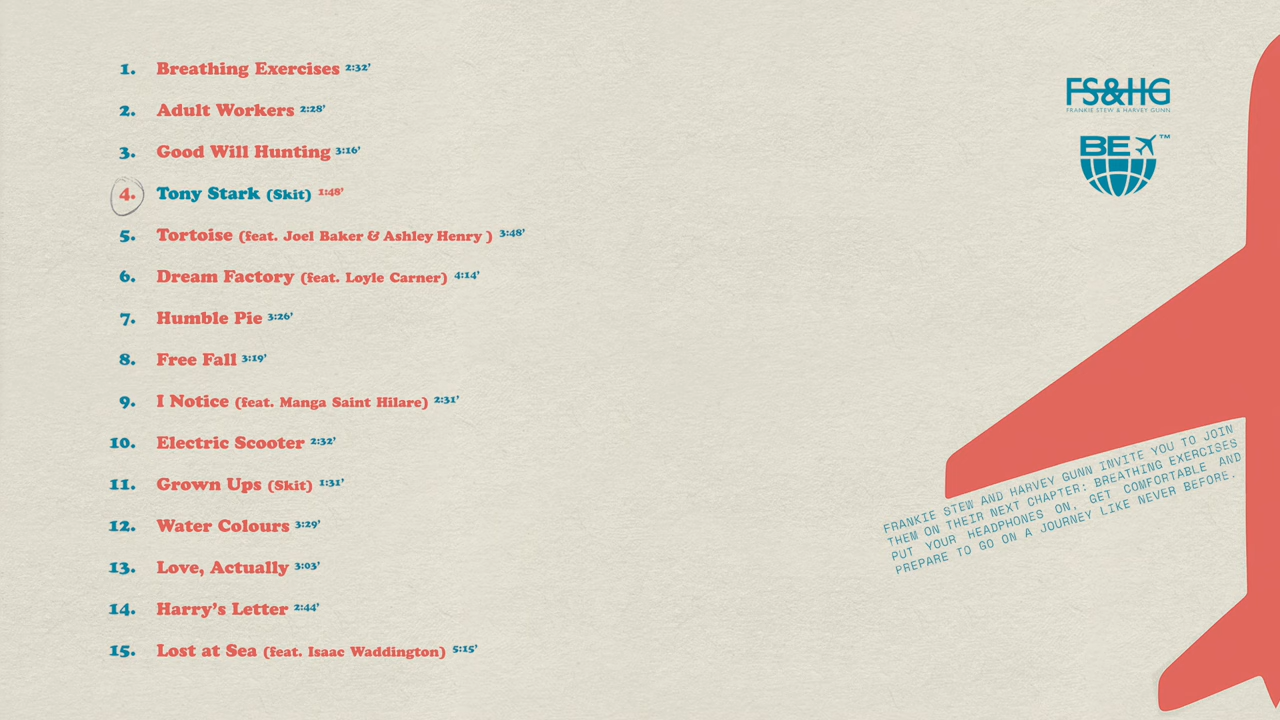 1. Breathing Exercises 2:32'
2. Adult Workers 2:28'
3. Good Will Hunting 3:16'
4. Tony Stark (Skit) 1:48'
5. Tortoise (feat. Joel Baker & Ashley Henry ) 3:48'
6. Dream Factory (feat. Loyle Carner) 4:14'
7. Humble Pie 3:26'
8. Free Fall 3:19'
9. I Notice (feat. Manga Saint Hilare) 2:31'
10. Electric Scooter 2:32'
11. Grown Ups (Skit) 1:31'
12. Water Colours 3:29'
13. Love, Actually 3:03'
14. Harry's Letter 2:44'
15. Lost at Sea (feat. Isaac Waddington) 5:15'
FS&HG
FRANKIE STEW & HARVEY GUNN
BE ™
FRANKIE STEW AND HARVEY GUNN INVITE YOU TO JOIN
THEM ON THEIR NEXT CHAPTER: BREATHING EXERCISES
PUT YOUR HEADPHONES ON, GET COMFORTABLE AND
PREPARE TO GO ON A JOURNEY LIKE NEVER BEFORE.